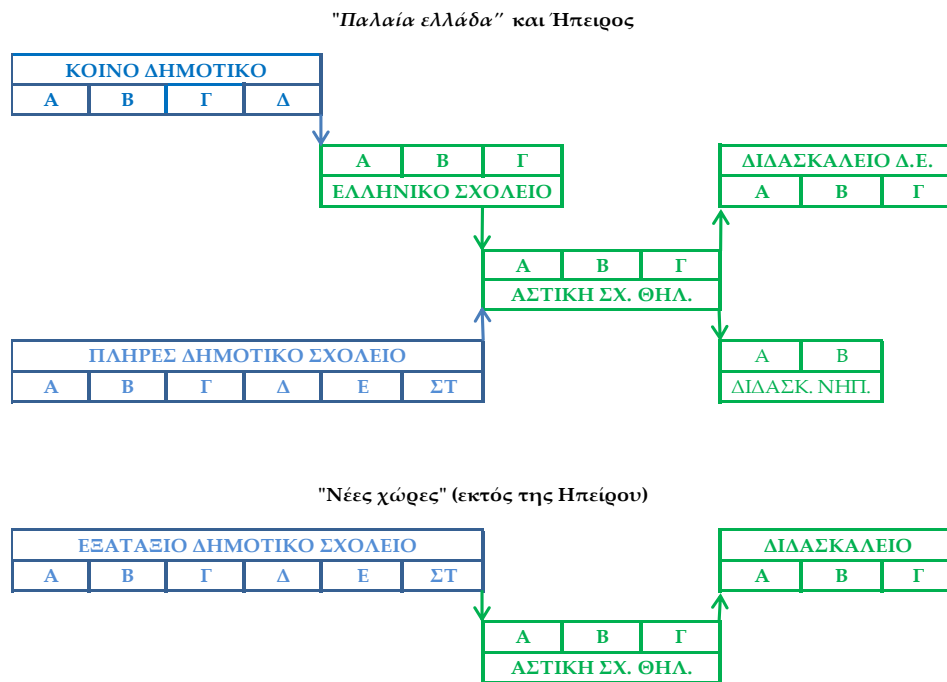 "Παλαία ελλάδα” και Ήπειρος
ΚΟΙΝΟ ΔΗΜΟΤΙΚΟ
Α Β Γ Δ
Α Β Γ
ΕΛΛΗΝΙΚΟ ΣΧΟΛΕΙΟ
ΔΙΔΑΣΚΑΛΕΙΟ Δ.Ε.
Α Β Γ
Α Β Γ
ΑΣΤΙΚΗ ΣΧ. ΘΗΛ.
ΠΛΗΡΕΣ ΔΗΜΟΤΙΚΟ ΣΧΟΛΕΙΟ
Α Β Γ Δ Ε ΣΤ
Α Β
ΔΙΔΑΣΚ. ΝΗΠ.
"Νέες χώρες" (εκτός της Ηπείρου)
ΕΞΑΤΑΞΙΟ ΔΗΜΟΤΙΚΟ ΣΧΟΛΕΙΟ
Α Β Γ Δ Ε ΣΤ
ΔΙΔΑΣΚΑΛΕΙΟ
Α Β Γ
Α Β Γ
ΑΣΤΙΚΗ ΣΧ. ΘΗΛ.